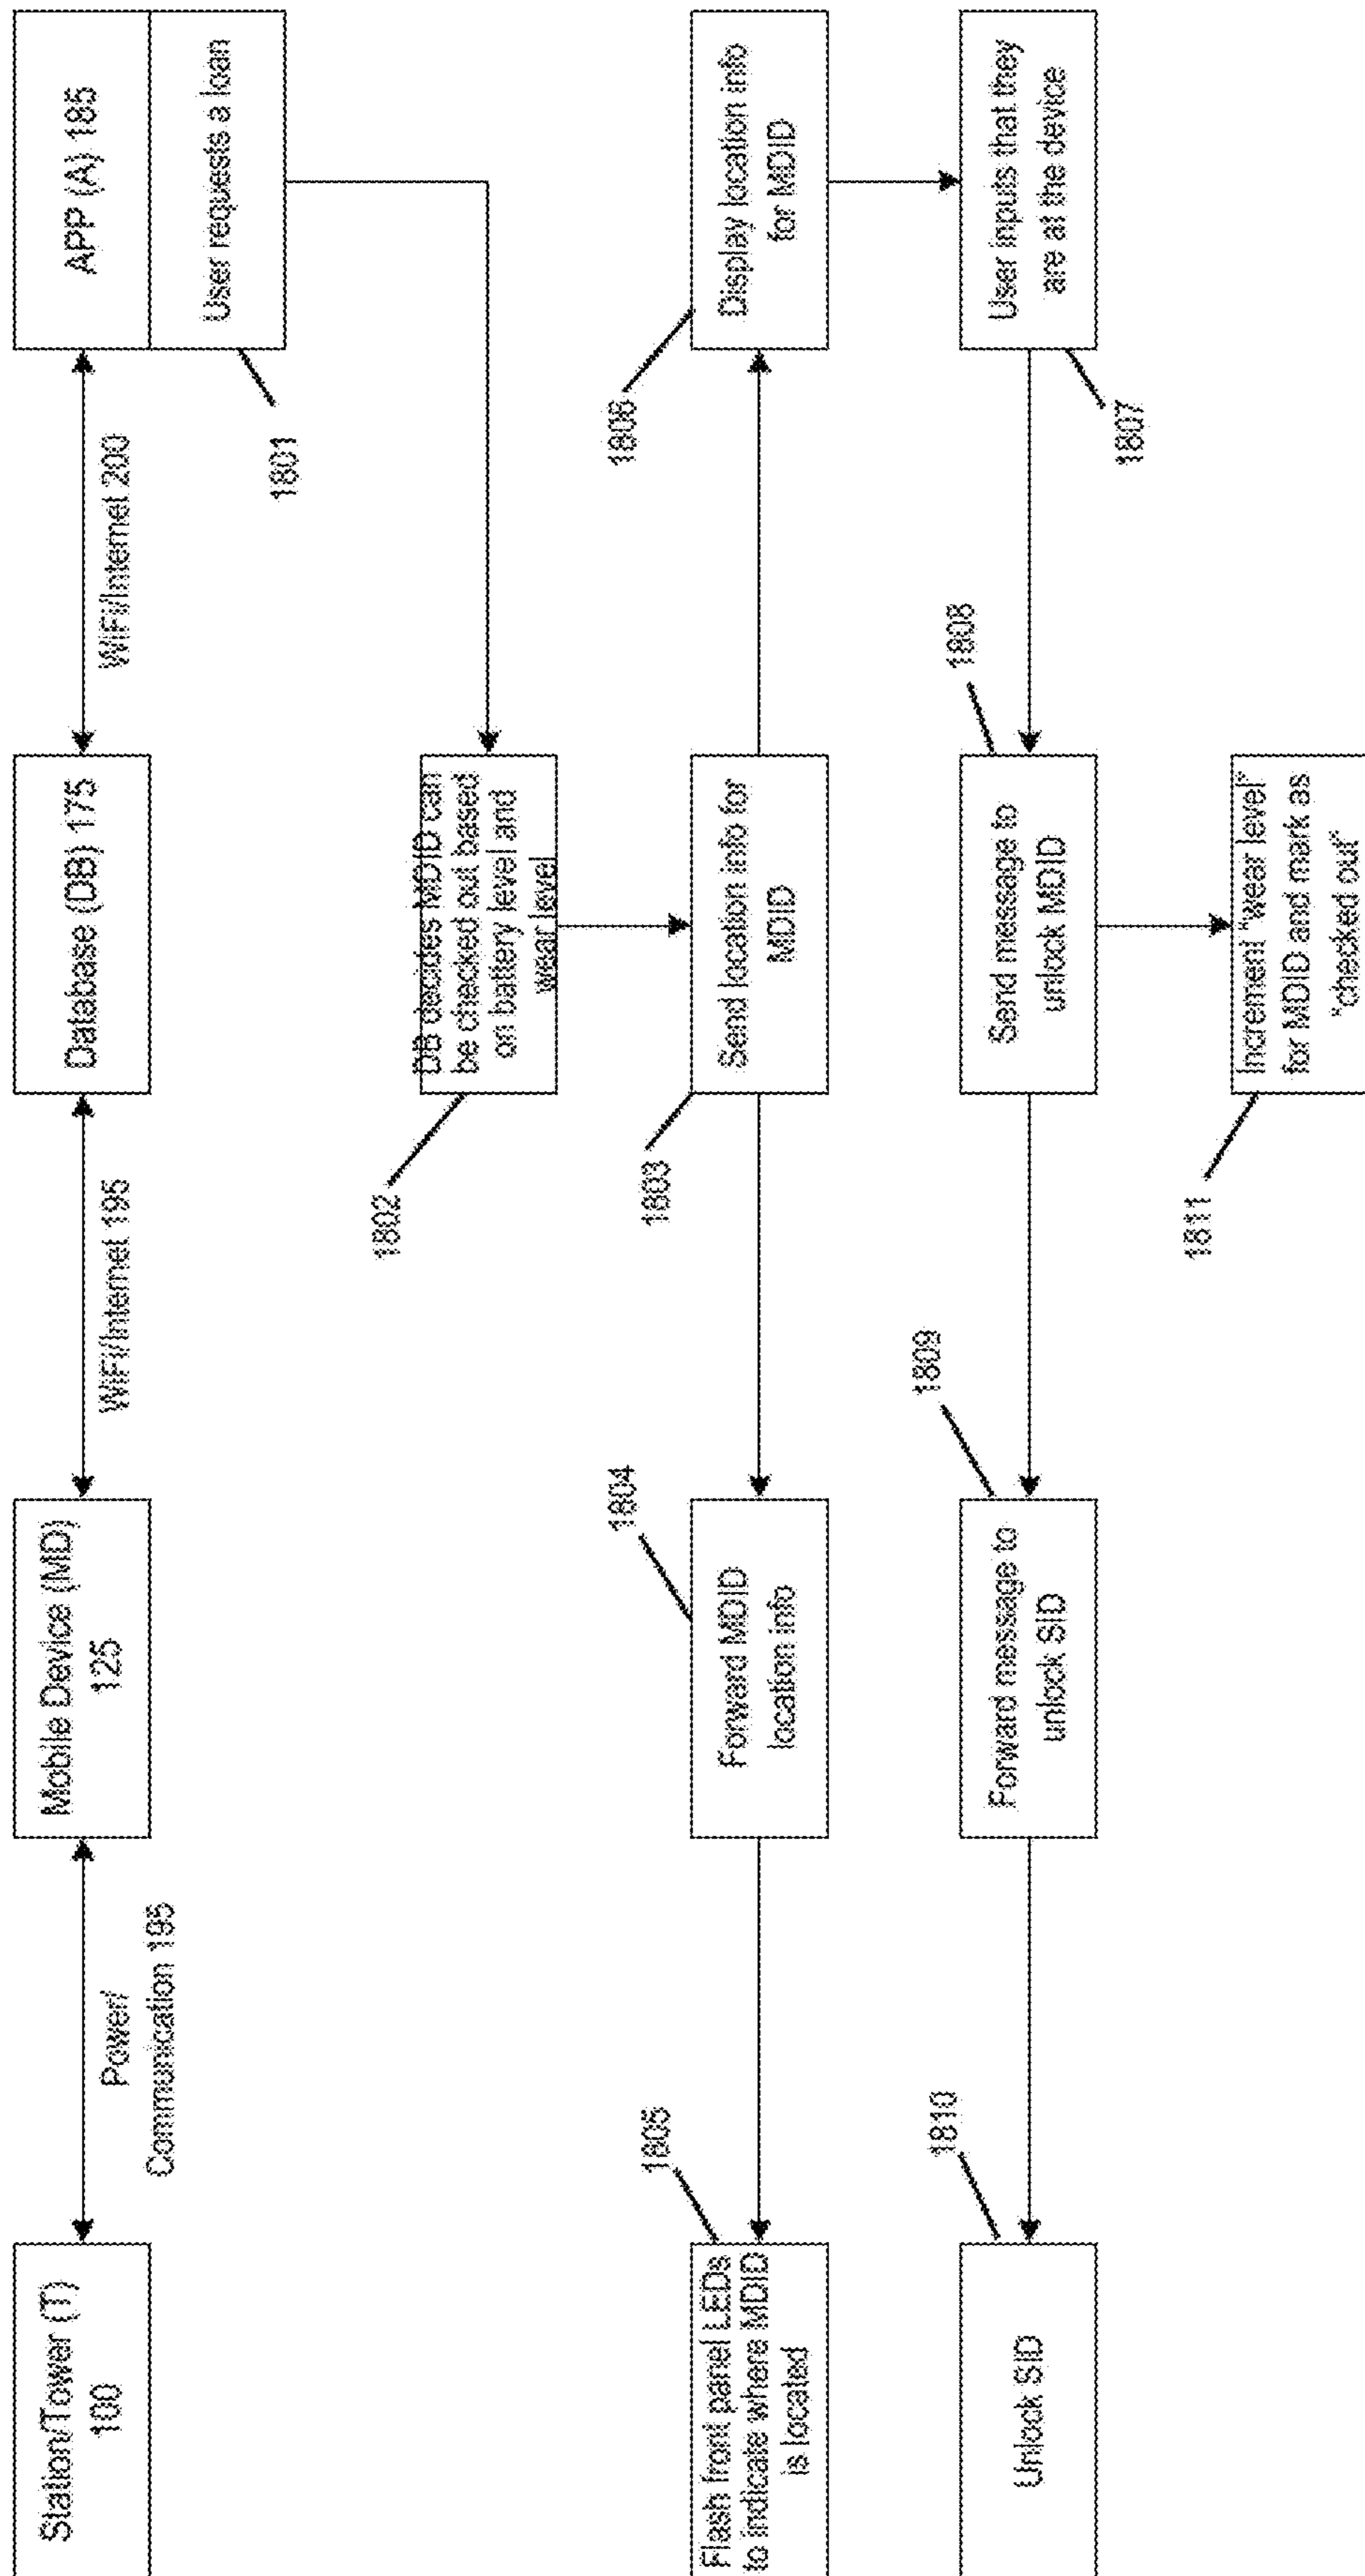 Station/Tower (T)
100
Power/
Communication 195
Mobile Device (MD)
125
WiFi/Internet 195
Database (DB) 175
WiFi/Internet 200
APP (A) 185
User requests a loan
1801
DB decides MDID can
be checked out based
on battery level and
wear level
1802
Flash front panel LEDs
to indicate where MDID
is located
1805
Forward MDID
location info
1804
Send location info for
MDID
1803
Display location info
for MDID
1806
Unlock SID
1810
Forward message to
unlock SID
1809
Send message to
unlock MDID
1808
User inputs that they
are at the device
1807
Increment "wear level"
for MDID and mark as
"checked out"
1811